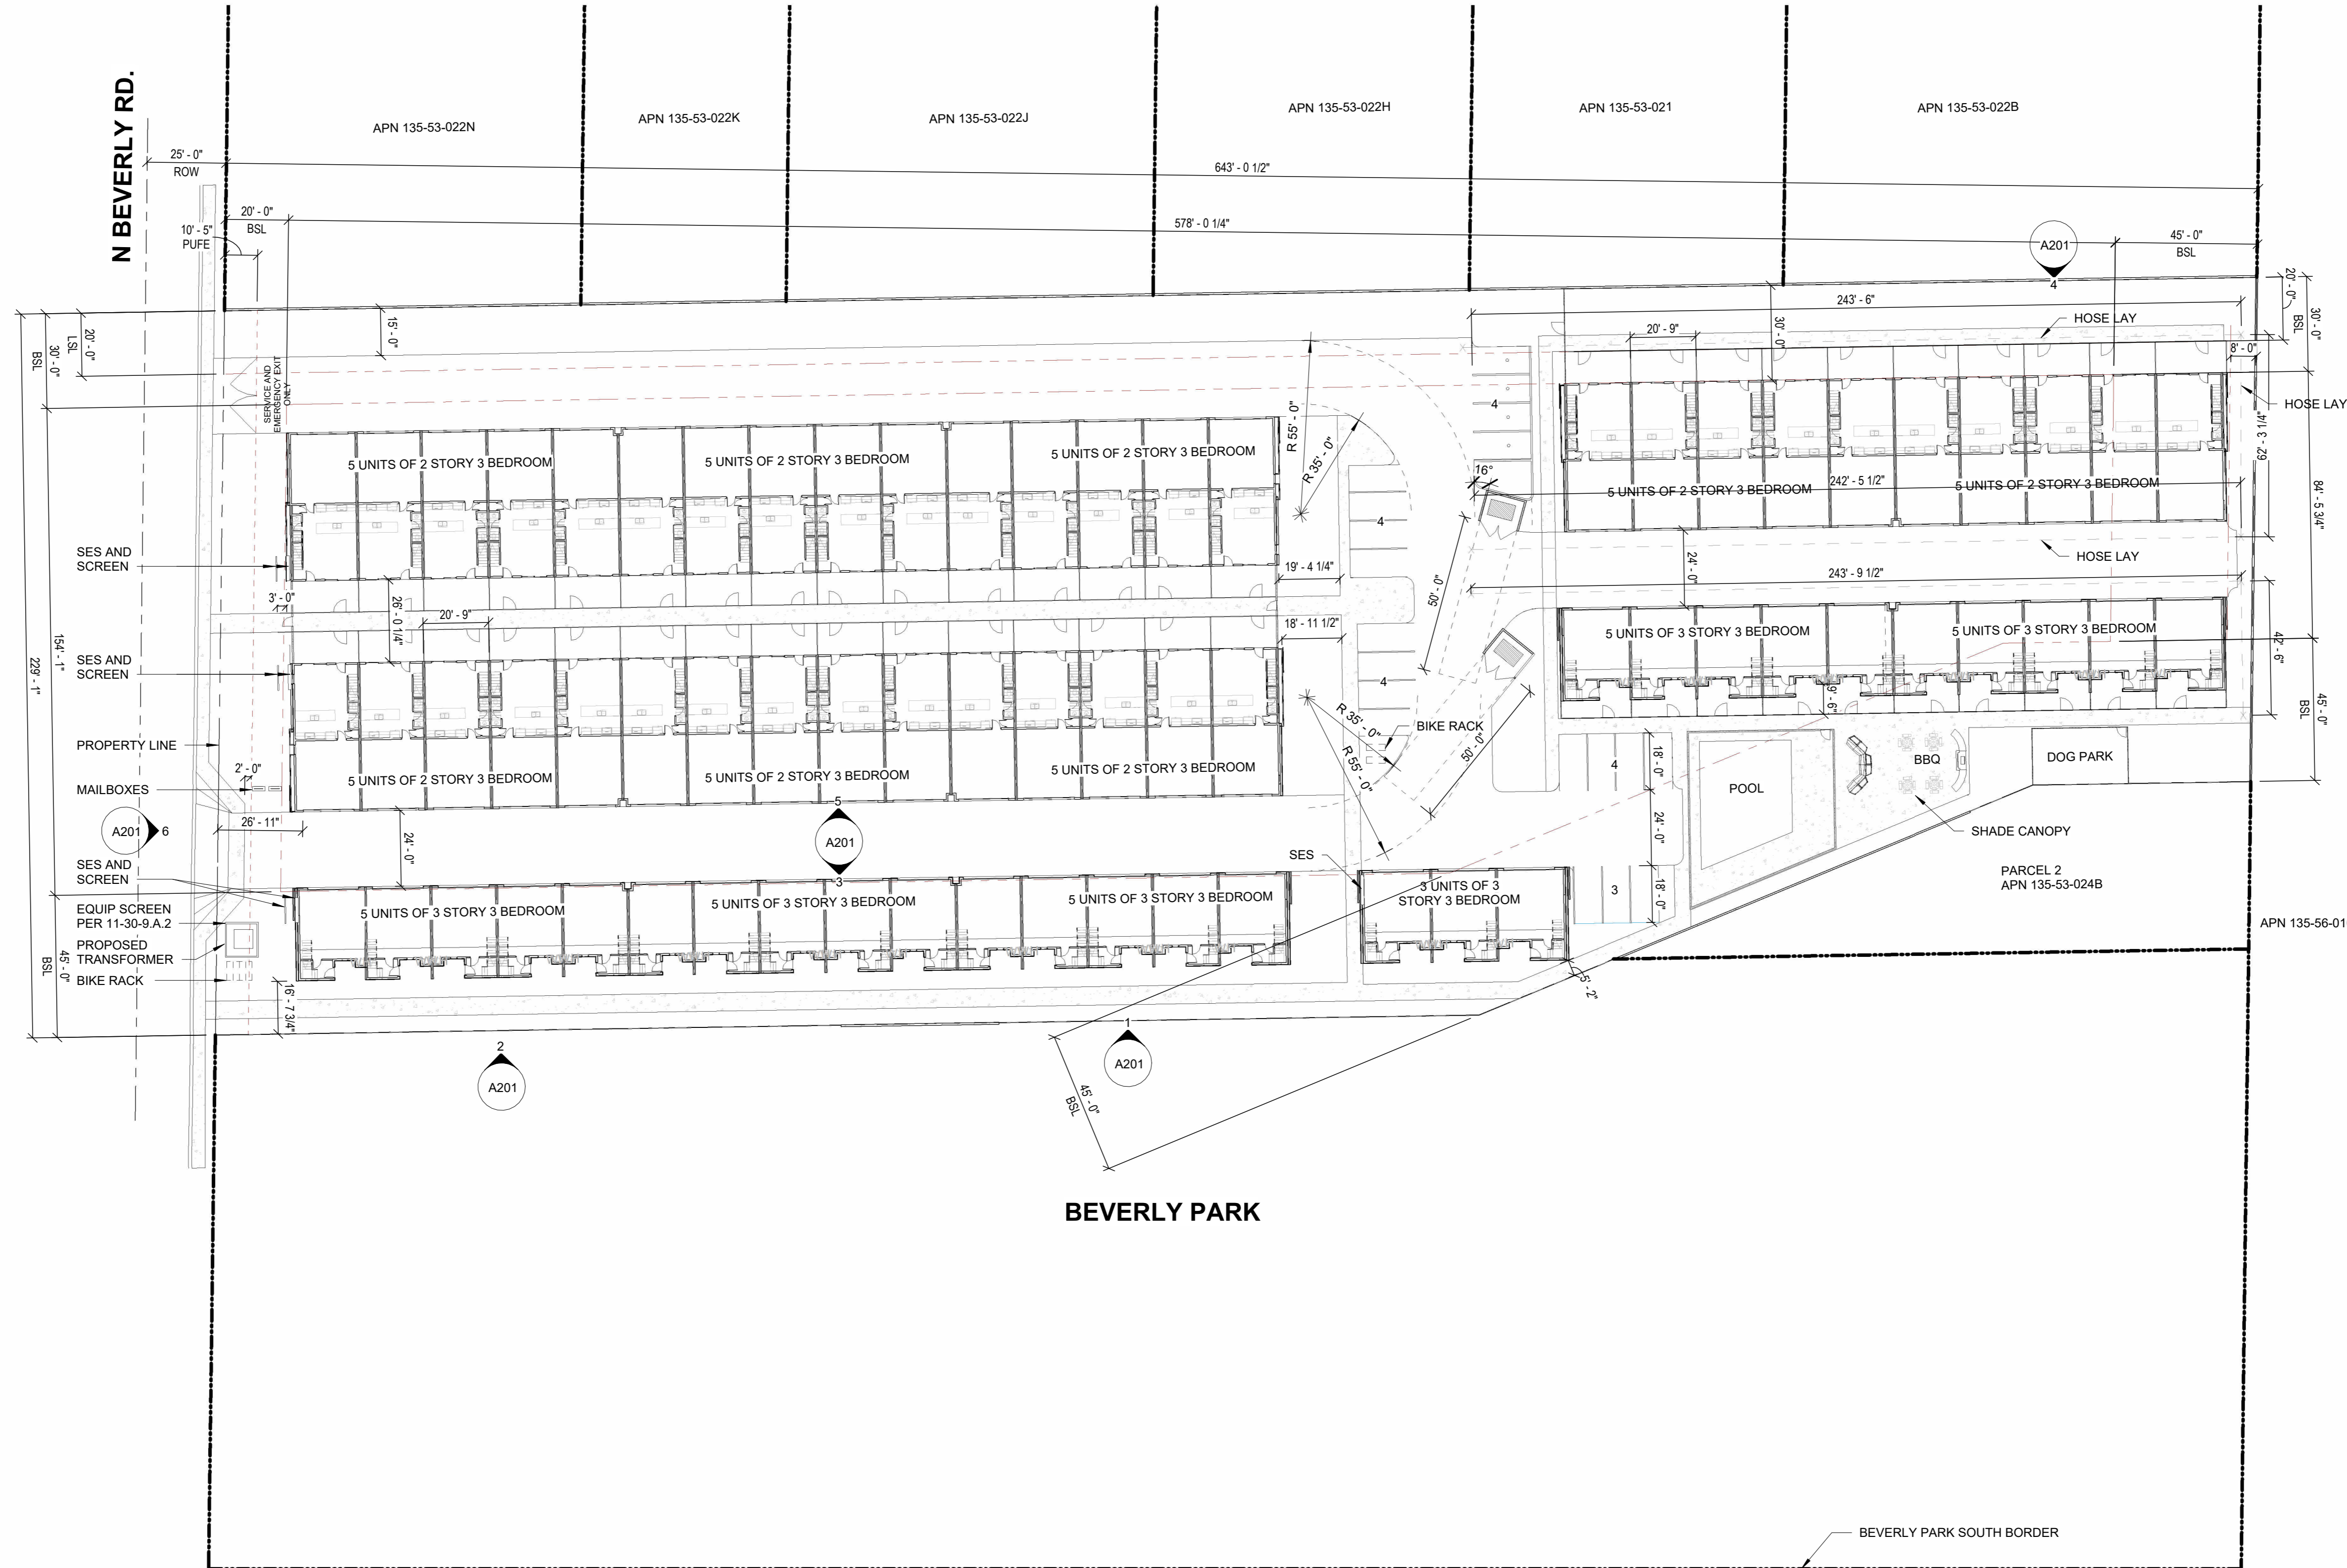 N BEVERLY RD.
APN 135-53-022N
APN 135-53-022K
APN 135-53-022J
APN 135-53-022H
APN 135-53-021
APN 135-53-022B
25' - 0"
ROW
643' - 0 1/2"
20' - 0"
BSL
578' - 0 1/4"
45' - 0"
BSL
10' - 5"
PUFE
A201
4
20' - 0"
BSL
30' - 0"
BSL
243' - 6"
HOSE LAY
20' - 0"
LSL
30' - 0"
BSL
15' - 0"
SERVICE AND
EMERGENCY EXIT
ONLY
20' - 9"
30' - 0"
8' - 0"
HOSE LAY
62' - 3 1/4"
4
R 55' - 0"
R 35' - 0"
5 UNITS OF 2 STORY 3 BEDROOM
5 UNITS OF 2 STORY 3 BEDROOM
5 UNITS OF 2 STORY 3 BEDROOM
16°
242' - 5 1/2"
5 UNITS OF 2 STORY 3 BEDROOM
5 UNITS OF 2 STORY 3 BEDROOM
84' - 5 3/4"
4
SES AND
SCREEN
19' - 4 1/4"
24' - 0"
HOSE LAY
243' - 9 1/2"
3' - 0"
26' - 0 1/4"
20' - 9"
50' - 0"
18' - 11 1/2"
154' - 1"
229' - 1"
SES AND
SCREEN
5 UNITS OF 3 STORY 3 BEDROOM
5 UNITS OF 3 STORY 3 BEDROOM
42' - 6"
4
9' - 6"
45' - 0"
BSL
R 35' - 0"
R 55' - 0"
BIKE RACK
50' - 0"
PROPERTY LINE
2' - 0"
MAILBOXES
5 UNITS OF 2 STORY 3 BEDROOM
5 UNITS OF 2 STORY 3 BEDROOM
5 UNITS OF 2 STORY 3 BEDROOM
4
18' - 0"
POOL
BBQ
DOG PARK
A201
6
26' - 11"
24' - 0"
5
A201
3
24' - 0"
SHADE CANOPY
SES AND
SCREEN
SES
PARCEL 2
APN 135-53-024B
5 UNITS OF 3 STORY 3 BEDROOM
5 UNITS OF 3 STORY 3 BEDROOM
5 UNITS OF 3 STORY 3 BEDROOM
3 UNITS OF 3
STORY 3 BEDROOM
3
18' - 0"
EQUIP SCREEN
PER 11-30-9.A.2
PROPOSED
TRANSFORMER
BIKE RACK
45' - 0"
BSL
16' - 7 3/4"
5' - 2"
APN 135-56-01
2
A201
1
A201
45' - 0"
BSL
BEVERLY PARK
BEVERLY PARK SOUTH BORDER